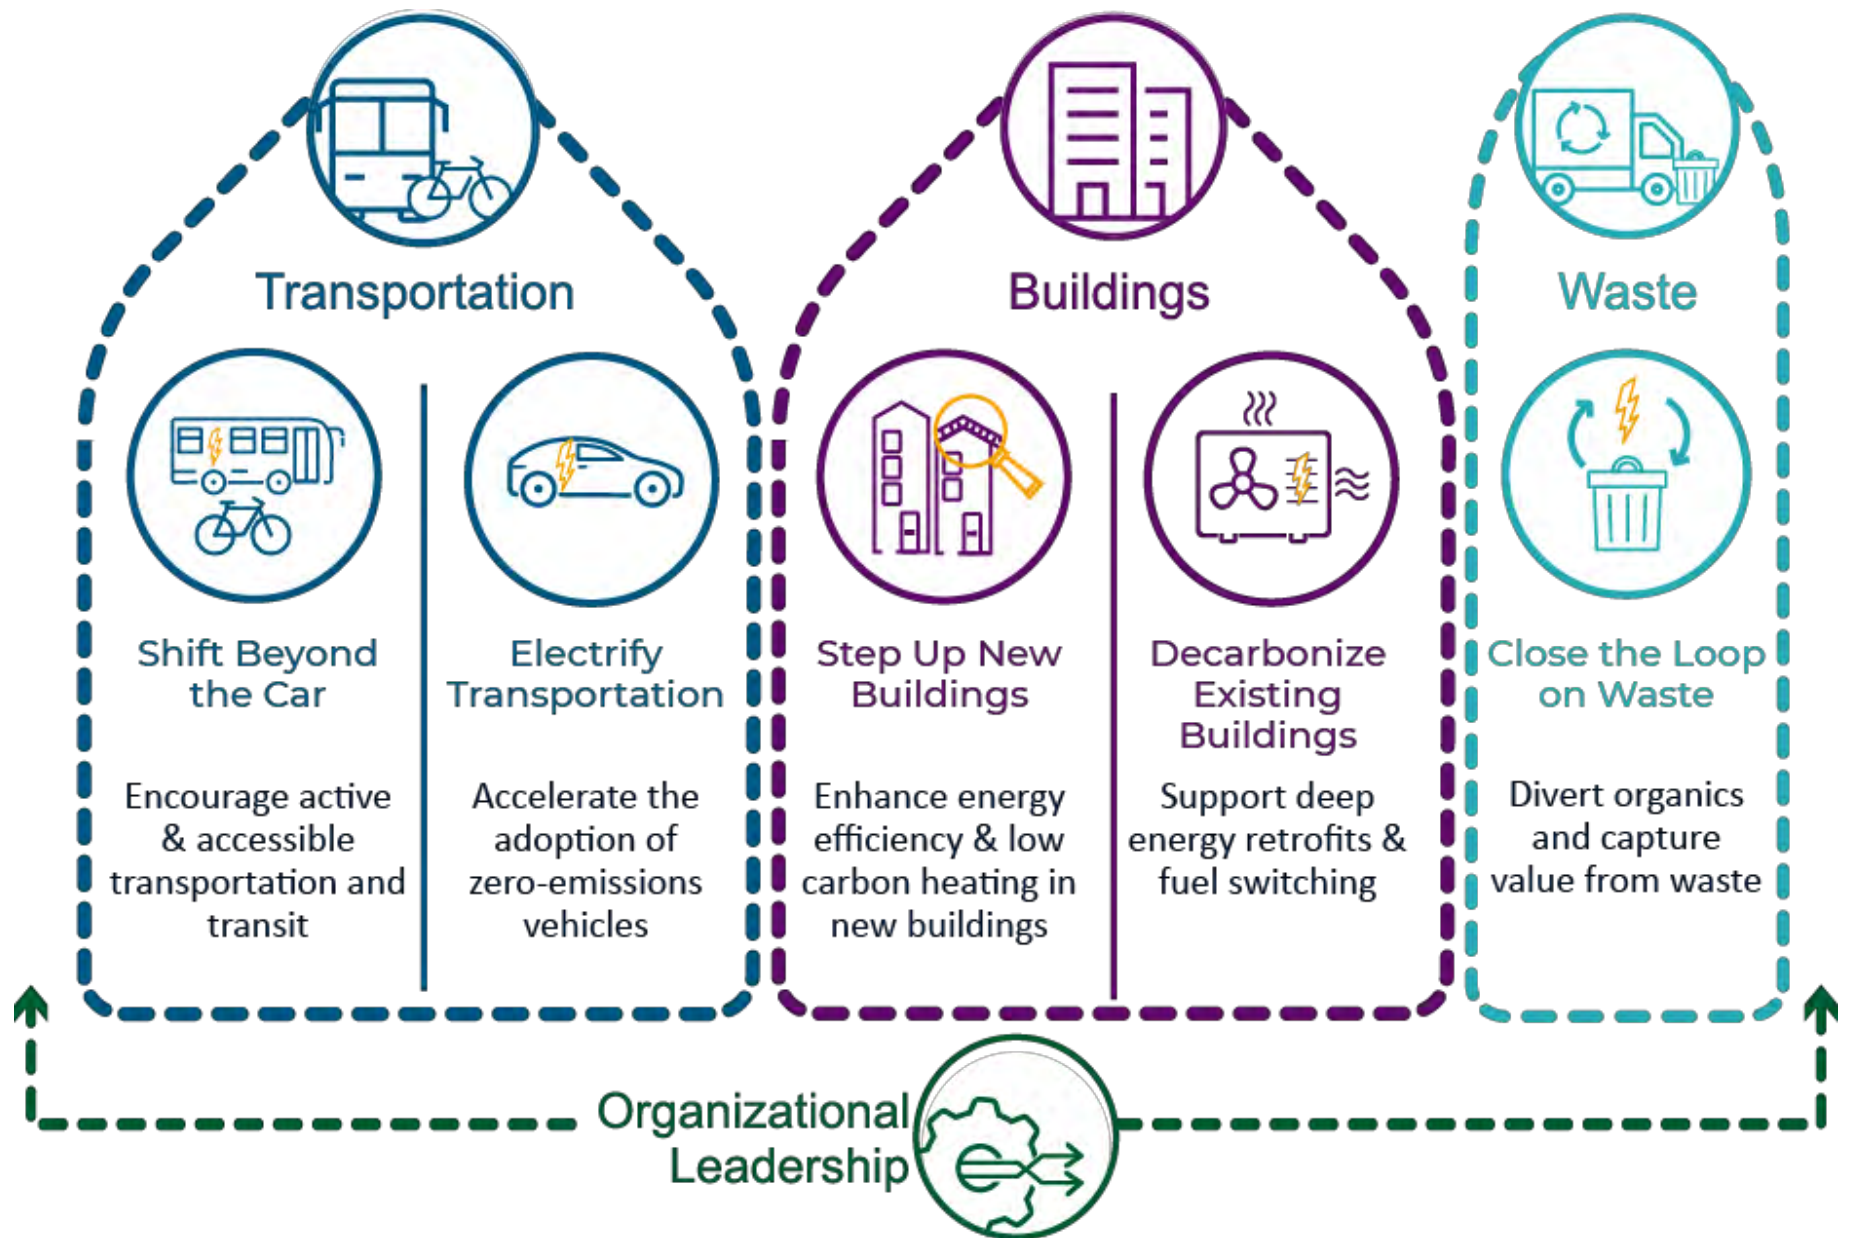 Transportation
Shift Beyond
the Car
Encourage active
& accessible
transportation and
transit
Electrify
Transportation
Accelerate the
adoption of
zero-emissions
vehicles
Buildings
Step Up New
Buildings
Enhance energy
efficiency & low
carbon heating in
new buildings
Decarbonize
Existing
Buildings
Support deep
energy retrofits &
fuel switching
Waste
Close the Loop
on Waste
Divert organics
and capture
value from waste
Organizational
Leadership